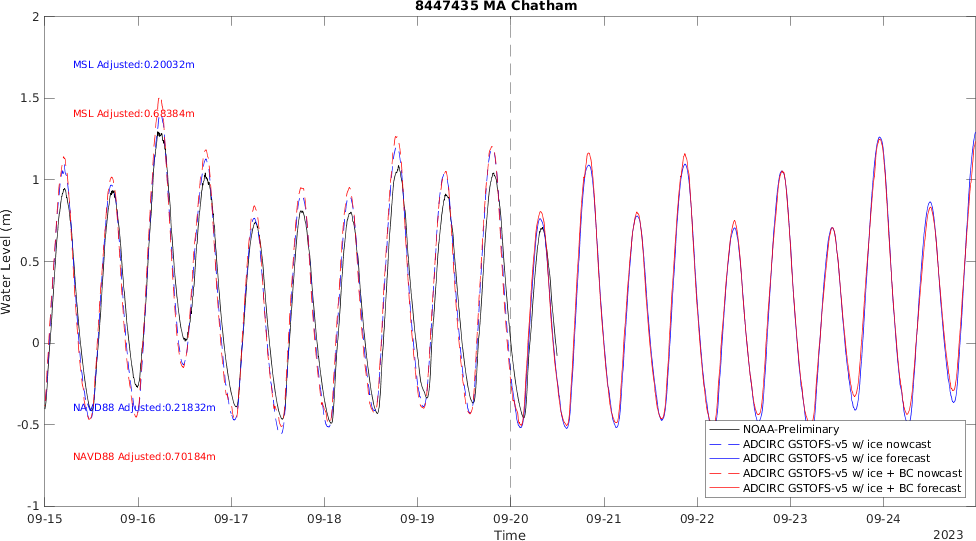 8447435 MA Chatham
2
1.5
1
0.5
0
-0.5
-1
Water Level (m)
MSL Adjusted:0.20032m
MSL Adjusted:0.68384m
NAVD88 Adjusted:0.21832m
NAVD88 Adjusted:0.70184m
NOAA-Preliminary
ADCIRC GSTOFS-v5 w/ ice nowcast
ADCIRC GSTOFS-v5 w/ ice forecast
ADCIRC GSTOFS-v5 w/ ice + BC nowcast
ADCIRC GSTOFS-v5 w/ ice + BC forecast
09-15 09-16 09-17 09-18 09-19 09-20 09-21 09-22 09-23 09-24
Time
2023